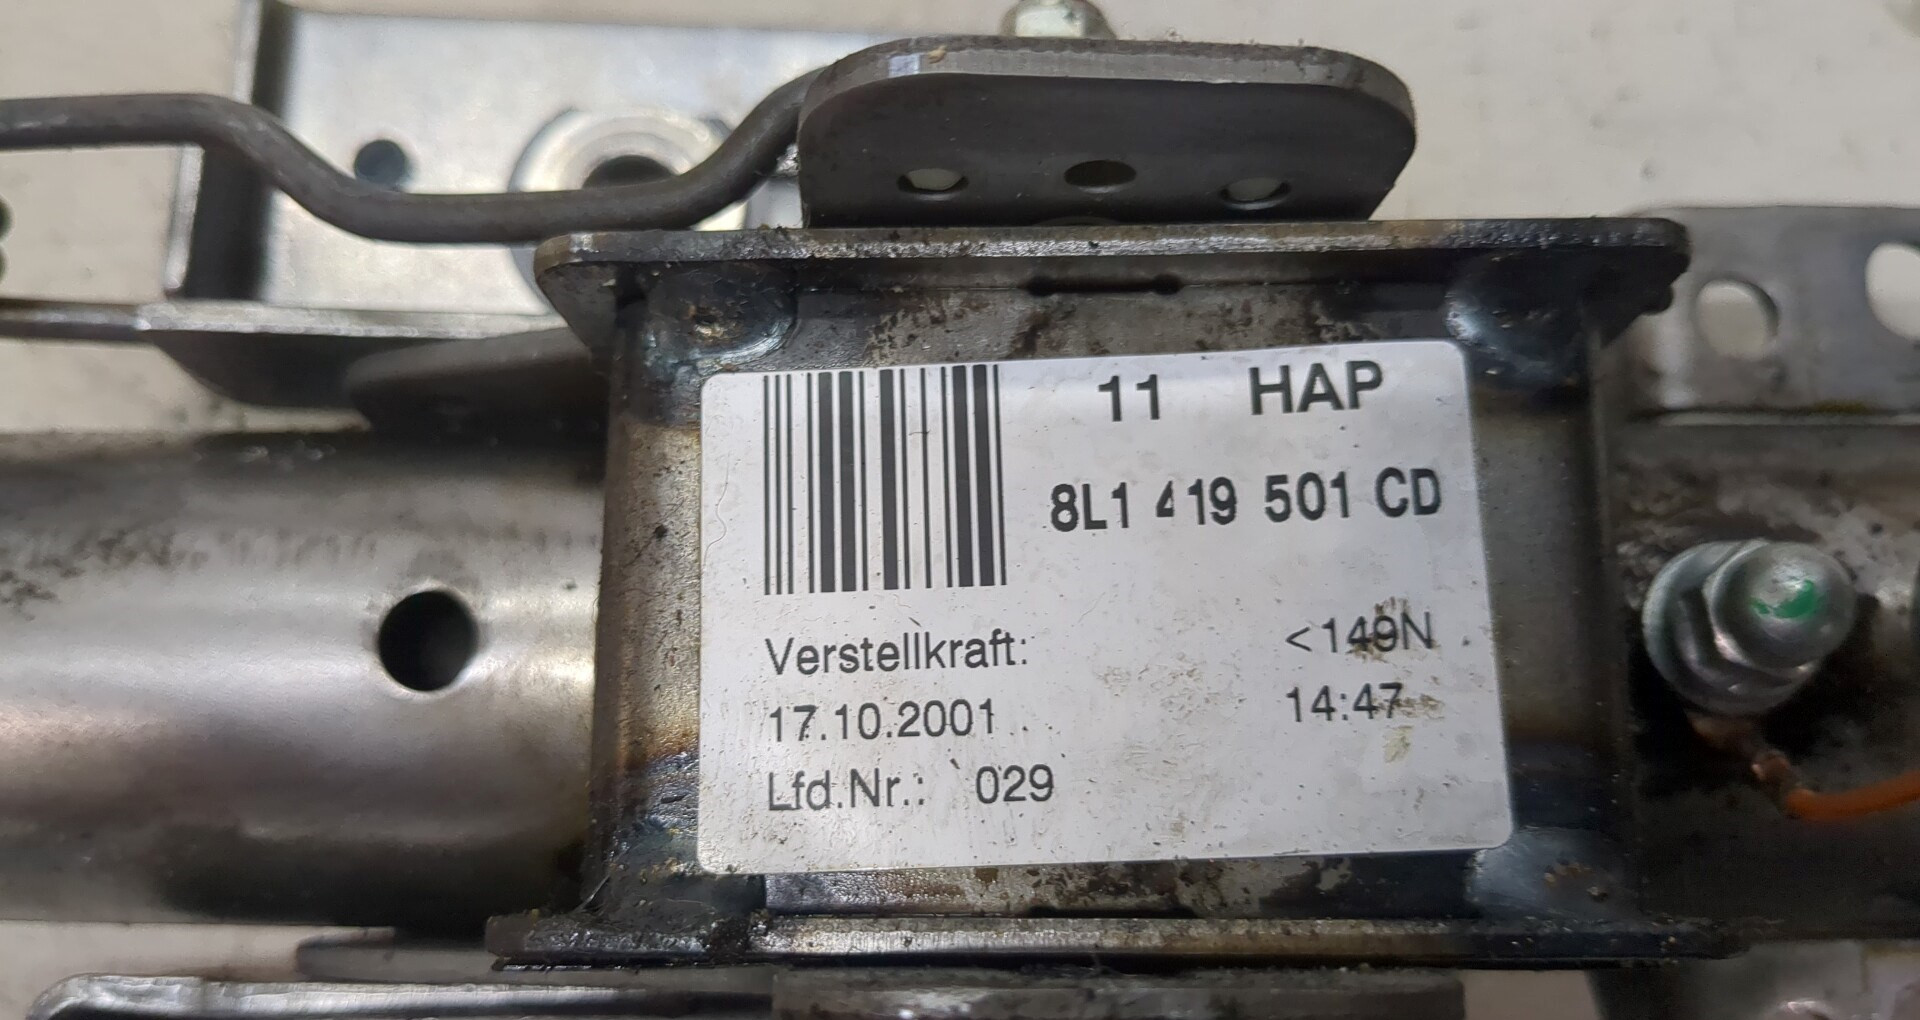 11 HAP
8L1 419 501 CD
Verstellkraft: <149N
17.10.2001 14:47
Lfd.Nr.: 029